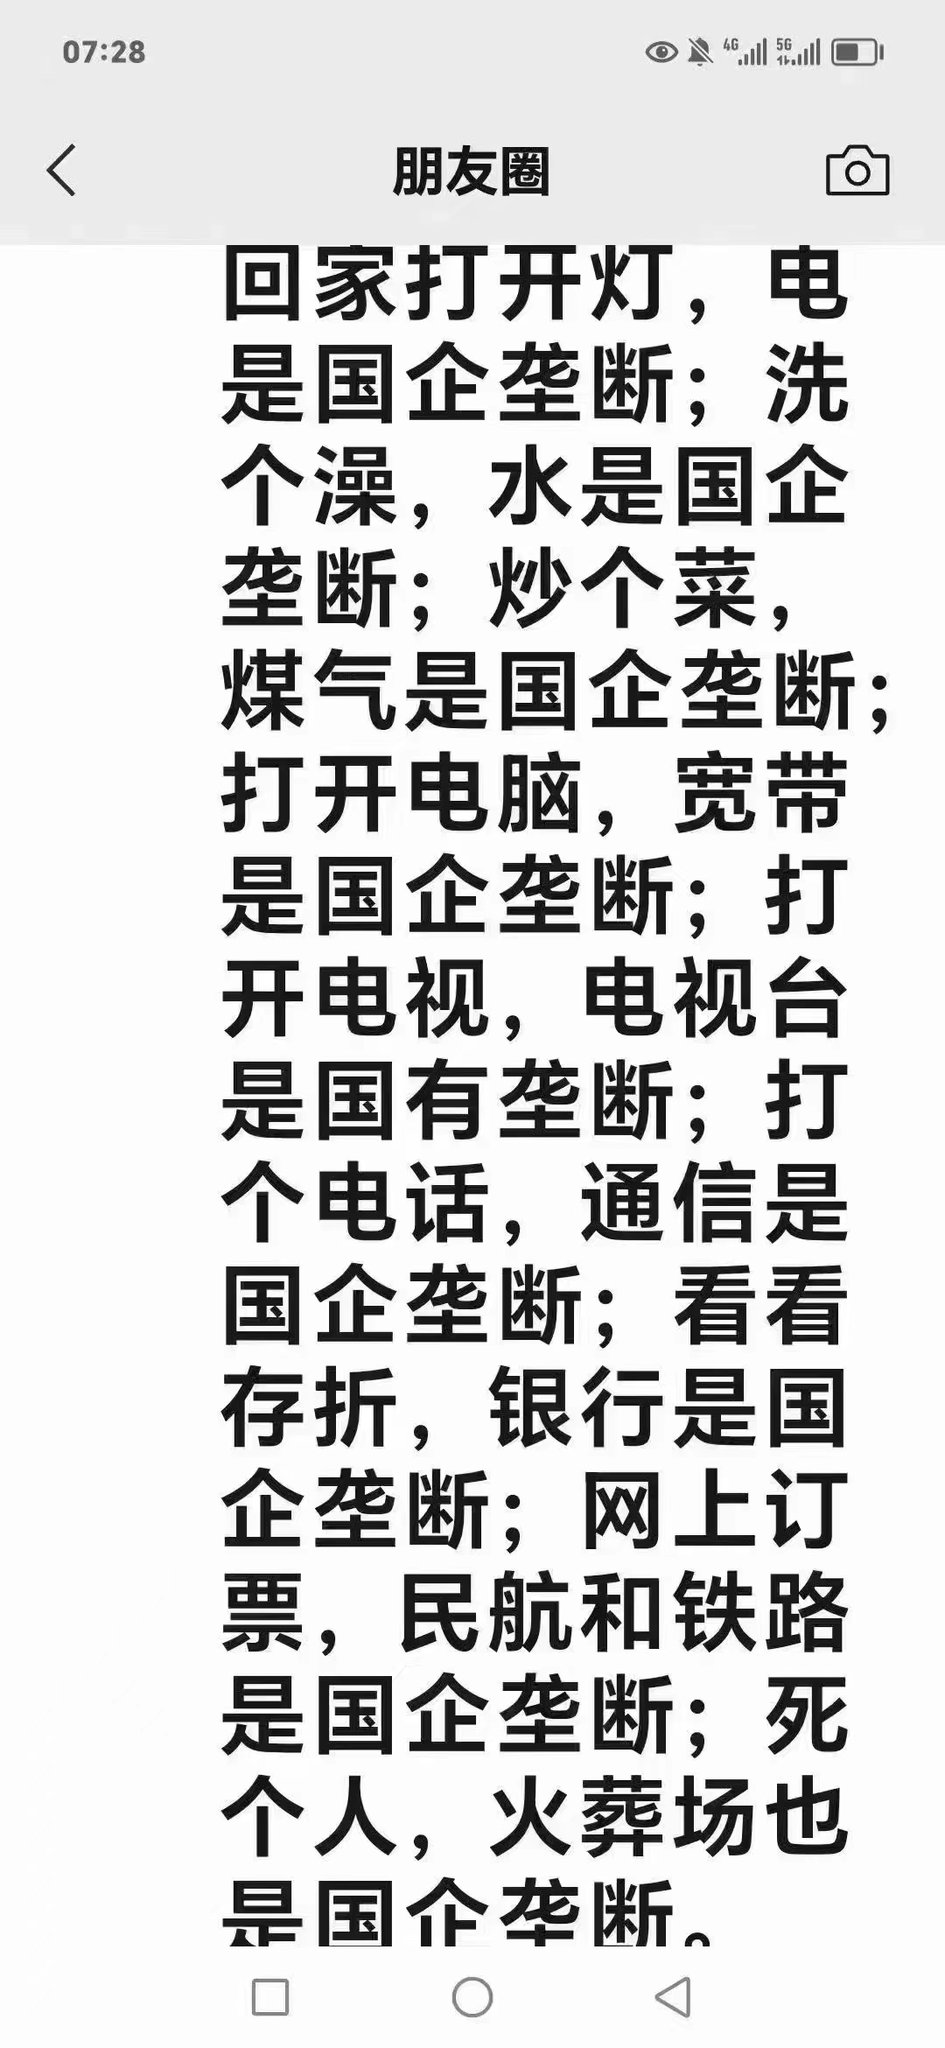 07:28
4G 5G
朋友圈
回家打开灯，电
是国企垄断；洗
个澡，水是国企
垄断；炒个菜，
煤气是国企垄断；
打开电脑，宽带
是国企垄断；打
开电视，电视台
是国有垄断；打
个电话，通信是
国企垄断；看看
存折，银行是国
企垄断；网上订
票，民航和铁路
是国企垄断；死
个人，火葬场也
是国企垄断。